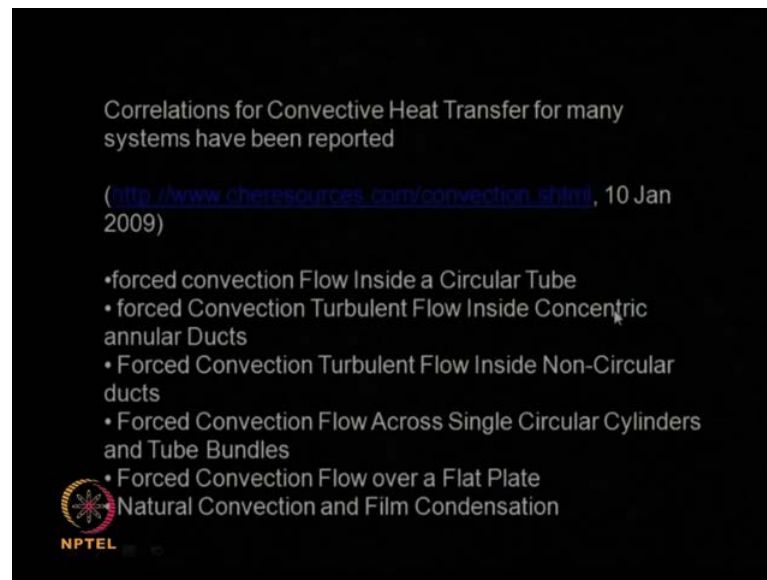 Correlations for Convective Heat Transfer for many
systems have been reported
(http://www.cheresources.com/convection.shtml, 10 Jan
2009)
•forced convection Flow Inside a Circular Tube
• forced Convection Turbulent Flow Inside Concentric
annular Ducts
• Forced Convection Turbulent Flow Inside Non-Circular
ducts
• Forced Convection Flow Across Single Circular Cylinders
and Tube Bundles
• Forced Convection Flow over a Flat Plate
Natural Convection and Film Condensation
NPTEL